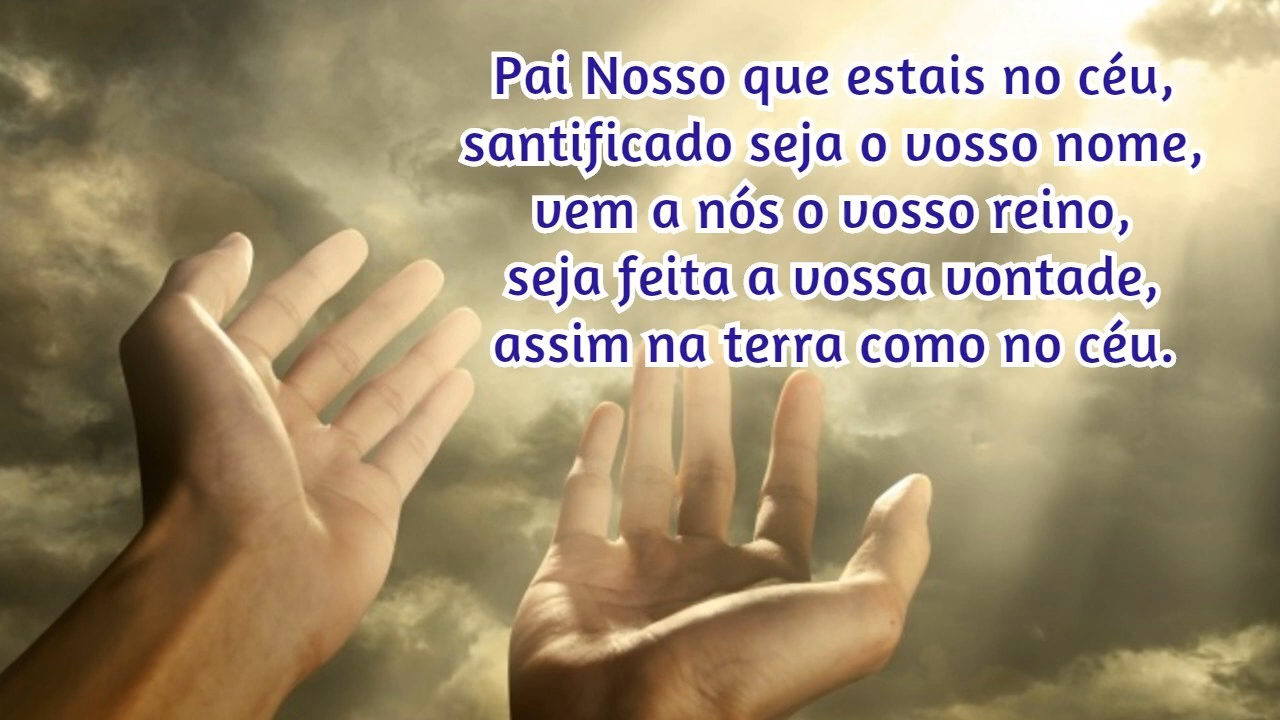 Pai Nosso que estais no céu,
santificado seja o vosso nome,
vem a nós o vosso reino,
seja feita a vossa vontade,
assim na terra como no céu.